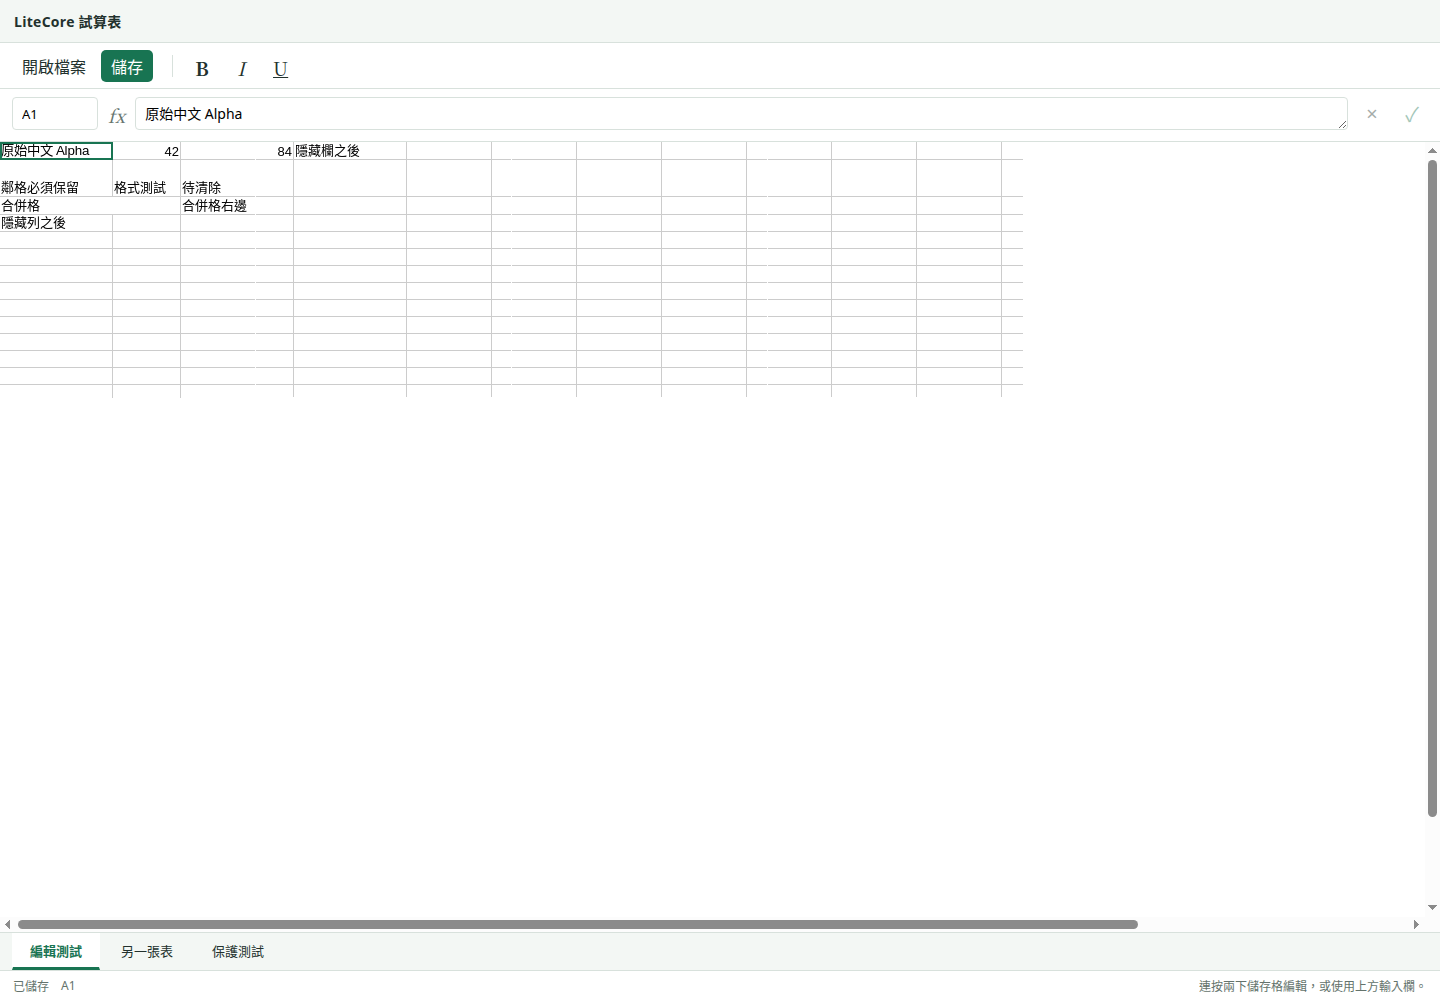 LiteCore 試算表
開啟檔案 儲存 B I U
A1 fx 原始中文 Alpha × ✓
原始中文 Alpha 42 84 隱藏欄之後
鄰格必須保留 格式測試 待清除
合併格 合併格右邊
隱藏列之後
編輯測試 另一張表 保護測試
已儲存 A1 連按兩下儲存格編輯，或使用上方輸入欄。